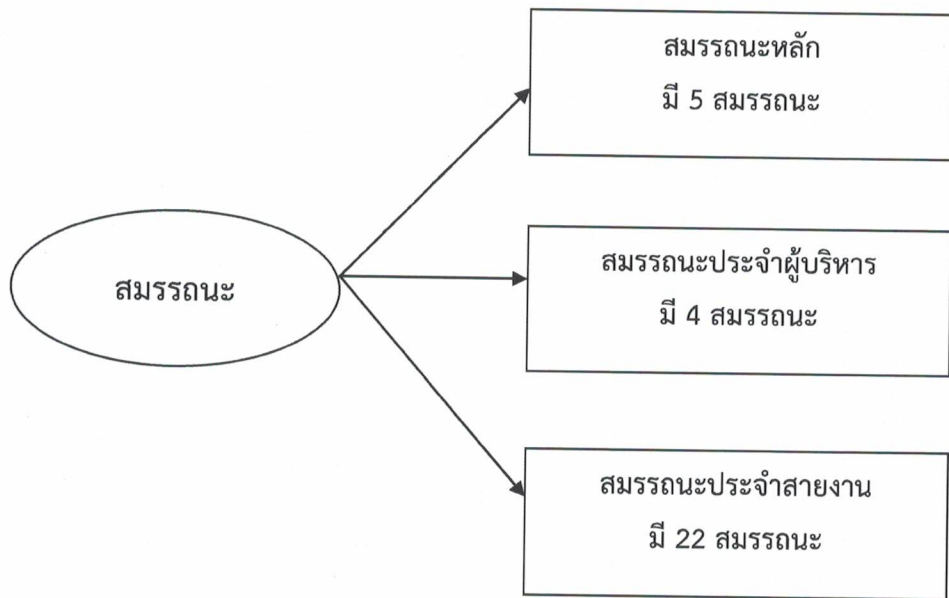 สมรรถนะหลัก
มี 5 สมรรถนะ
สมรรถนะ
สมรรถนะประจำผู้บริหาร
มี 4 สมรรถนะ
สมรรถนะประจำสายงาน
มี 22 สมรรถนะ